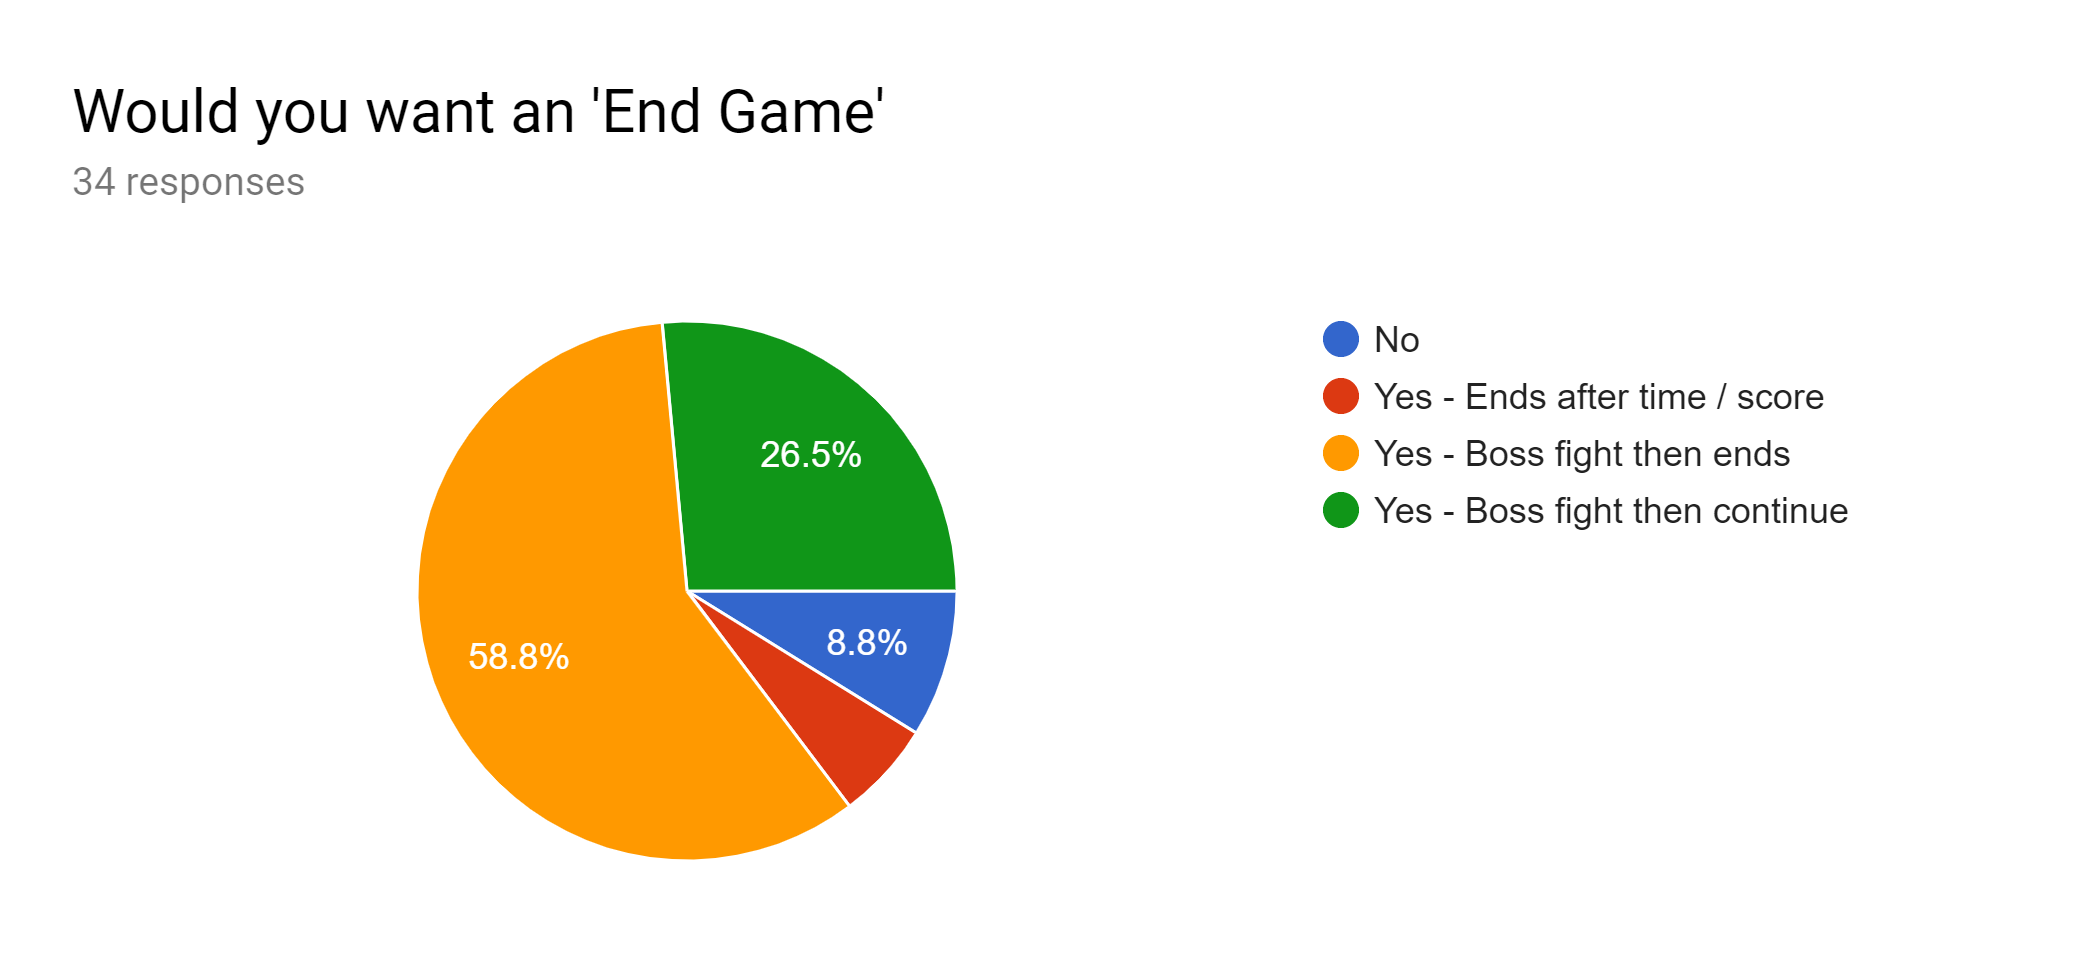 Would you want an 'End Game'
34 responses
26.5%
58.8%
8.8%
No
Yes - Ends after time / score
Yes - Boss fight then ends
Yes - Boss fight then continue